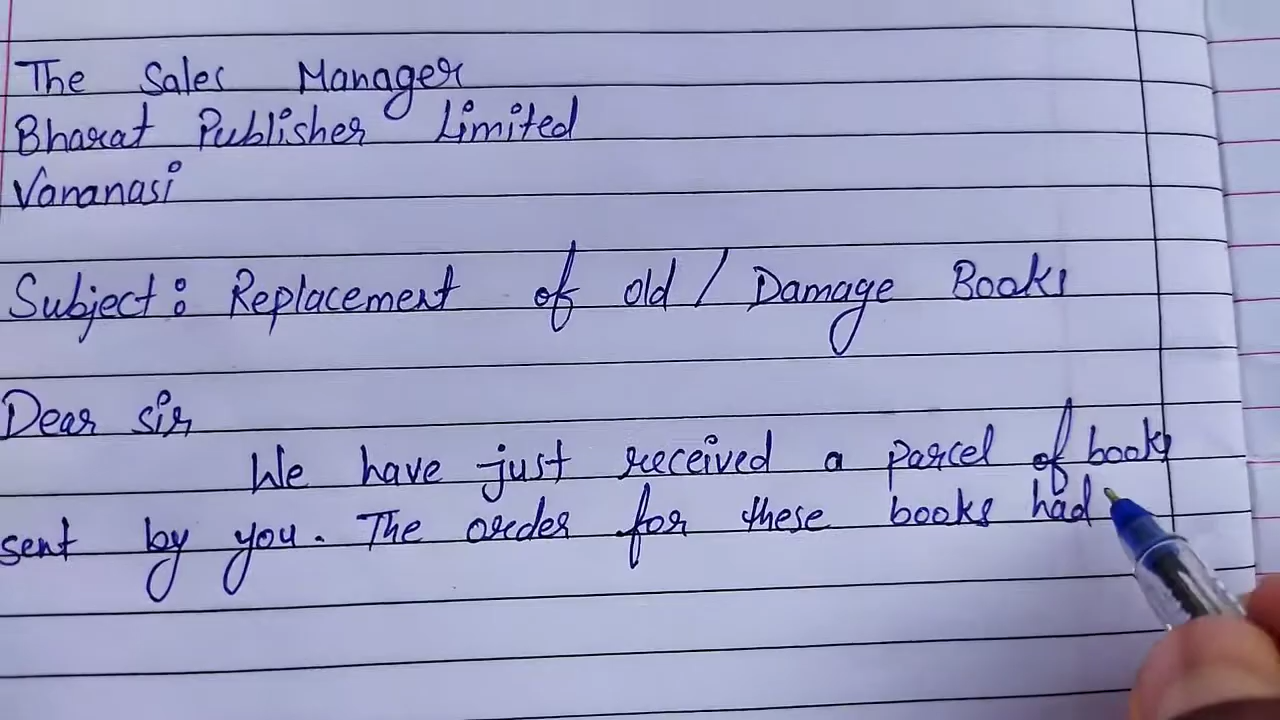 The Sales Manager
Bharat Publisher Limited
Vananasi
Subject: Replacement of old / Damage Books
Dear sir
We have just received a parcel of books
sent by you. The order for these books had